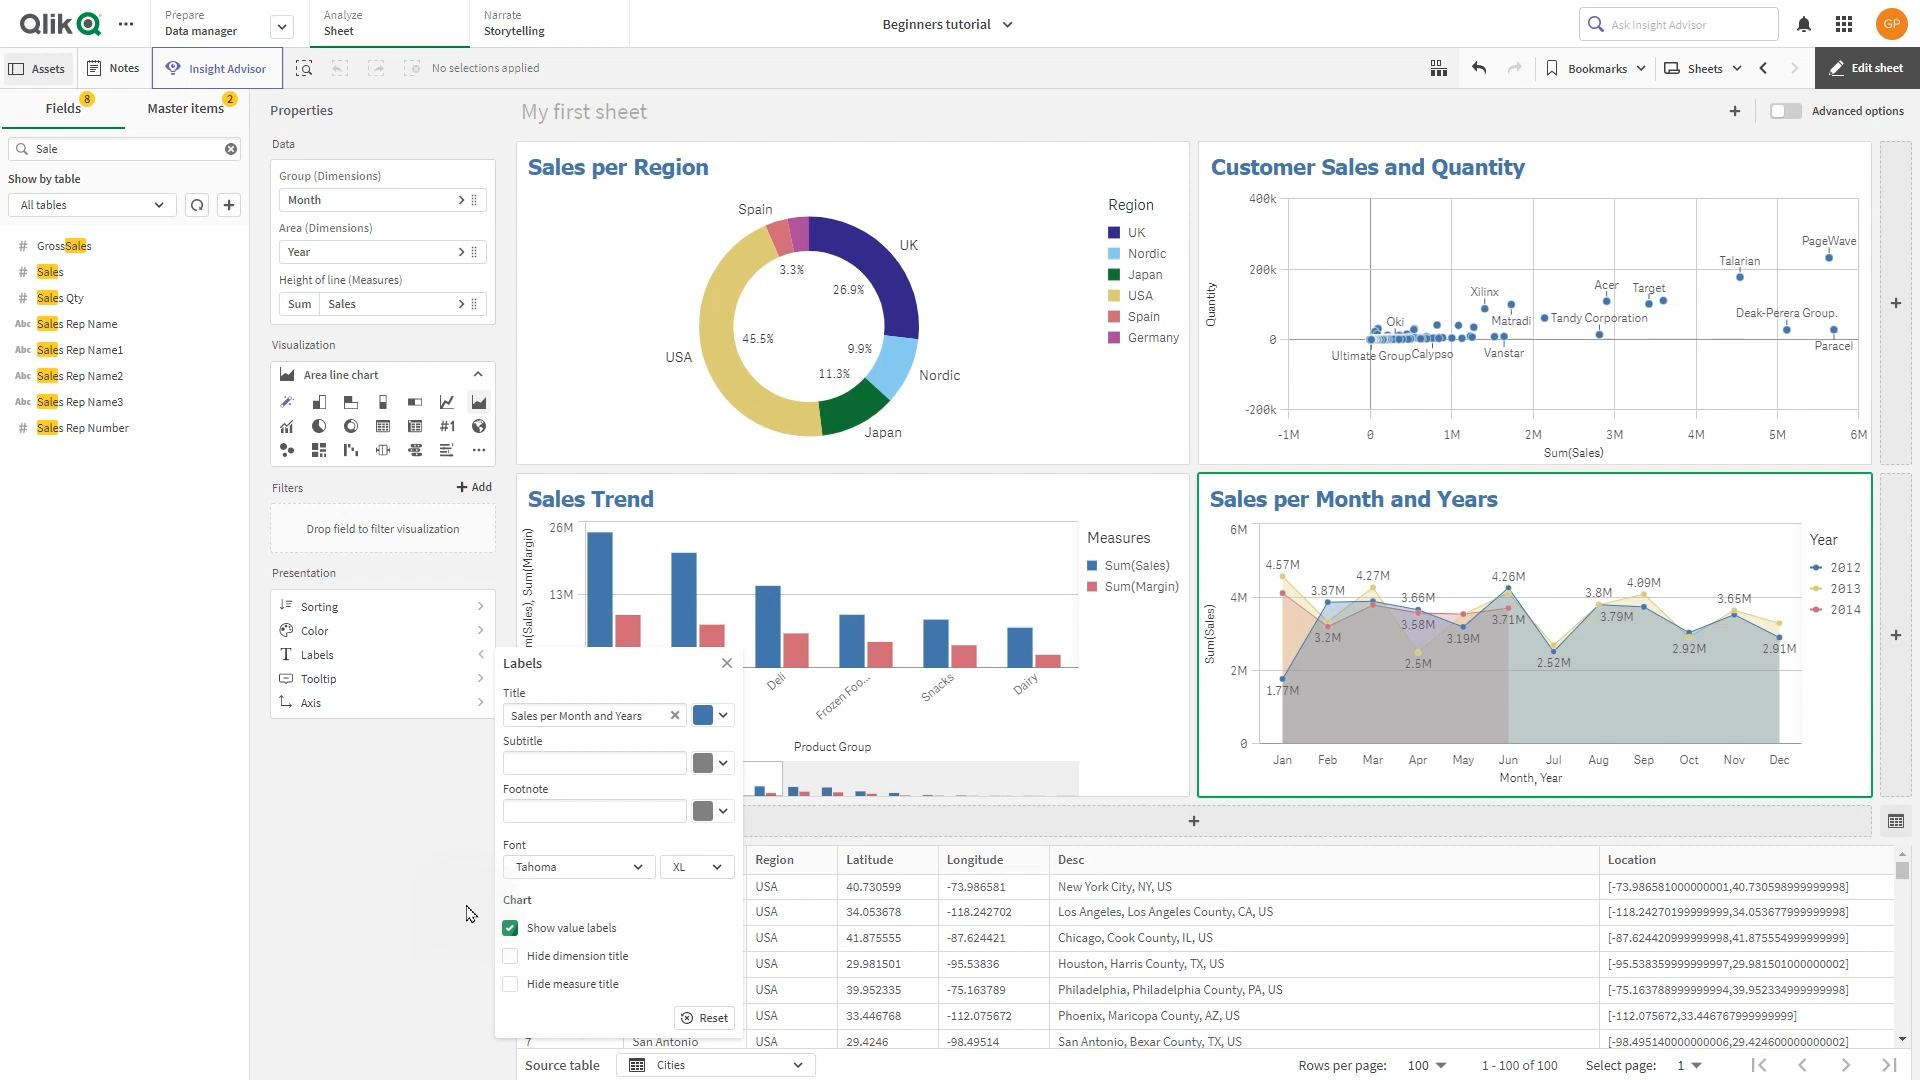 Qlik
Prepare
Data manager
Analyze
Sheet
Narrate
Storytelling
Beginners tutorial
Ask Insight Advisor
GP
Assets
Notes
Insight Advisor
No selections applied
Bookmarks
Sheets
Edit sheet
Fields
8
Master items
2
Sale
Show by table
All tables
# GrossSales
# Sales
# Sales Qty
Abc Sales Rep Name
Abc Sales Rep Name1
Abc Sales Rep Name2
Abc Sales Rep Name3
# Sales Rep Number
Properties
Data
Group (Dimensions)
Month
Area (Dimensions)
Year
Height of line (Measures)
Sum Sales
Visualization
Area line chart
#1
Filters
Add
Drop field to filter visualization
Presentation
Sorting
Color
Labels
Tooltip
Axis
My first sheet
Advanced options
Sales per Region
Spain
UK
3.3%
26.9%
45.5%
9.9%
11.3%
USA
Nordic
Japan
Region
UK
Nordic
Japan
USA
Spain
Germany
Customer Sales and Quantity
400k
200k
0
-200k
Quantity
PageWave
Talarian
Xilinx
Acer
Target
Oki
Matradi
Tandy Corporation
Deak-Perera Group.
Ultimate Group
Calypso
Vanstar
Paracel
-1M 0 1M 2M 3M 4M 5M 6M
Sum(Sales)
Sales Trend
26M
13M
m(Sales), Sum(Margin)
Deli
Frozen Foo...
Snacks
Dairy
Product Group
Measures
Sum(Sales)
Sum(Margin)
Sales per Month and Years
6M
4M
2M
0
Sum(Sales)
4.57M
3.87M
4.27M
3.66M
4.26M
3.8M
4.09M
3.65M
3.2M
3.58M
3.19M
3.71M
3.79M
2.5M
2.52M
2.92M
2.91M
1.77M
Jan Feb Mar Apr May Jun Jul Aug Sep Oct Nov Dec
Month, Year
Year
2012
2013
2014
Labels
Title
Sales per Month and Years
Subtitle
Footnote
Font
Tahoma
XL
Chart
Show value labels
Hide dimension title
Hide measure title
Reset
Region Latitude Longitude Desc Location
USA 40.730599 -73.986581 New York City, NY, US [-73.986581000000001,40.730598999999998]
USA 34.053678 -118.242702 Los Angeles, Los Angeles County, CA, US [-118.24270199999999,34.053677999999998]
USA 41.875555 -87.624421 Chicago, Cook County, IL, US [-87.624420999999998,41.875554999999999]
USA 29.981501 -95.53836 Houston, Harris County, TX, US [-95.538359999999997,29.981501000000002]
USA 39.952335 -75.163789 Philadelphia, Philadelphia County, PA, US [-75.163788999999994,39.952334999999998]
USA 33.446768 -112.075672 Phoenix, Maricopa County, AZ, US [-112.075672,33.446767999999999]
7 San Antonio USA 29.4246 -98.49514 San Antonio, Bexar County, TX, US [-98.495140000000006,29.424600000000002]
Source table
Cities
Rows per page: 100
1 - 100 of 100
Select page: 1